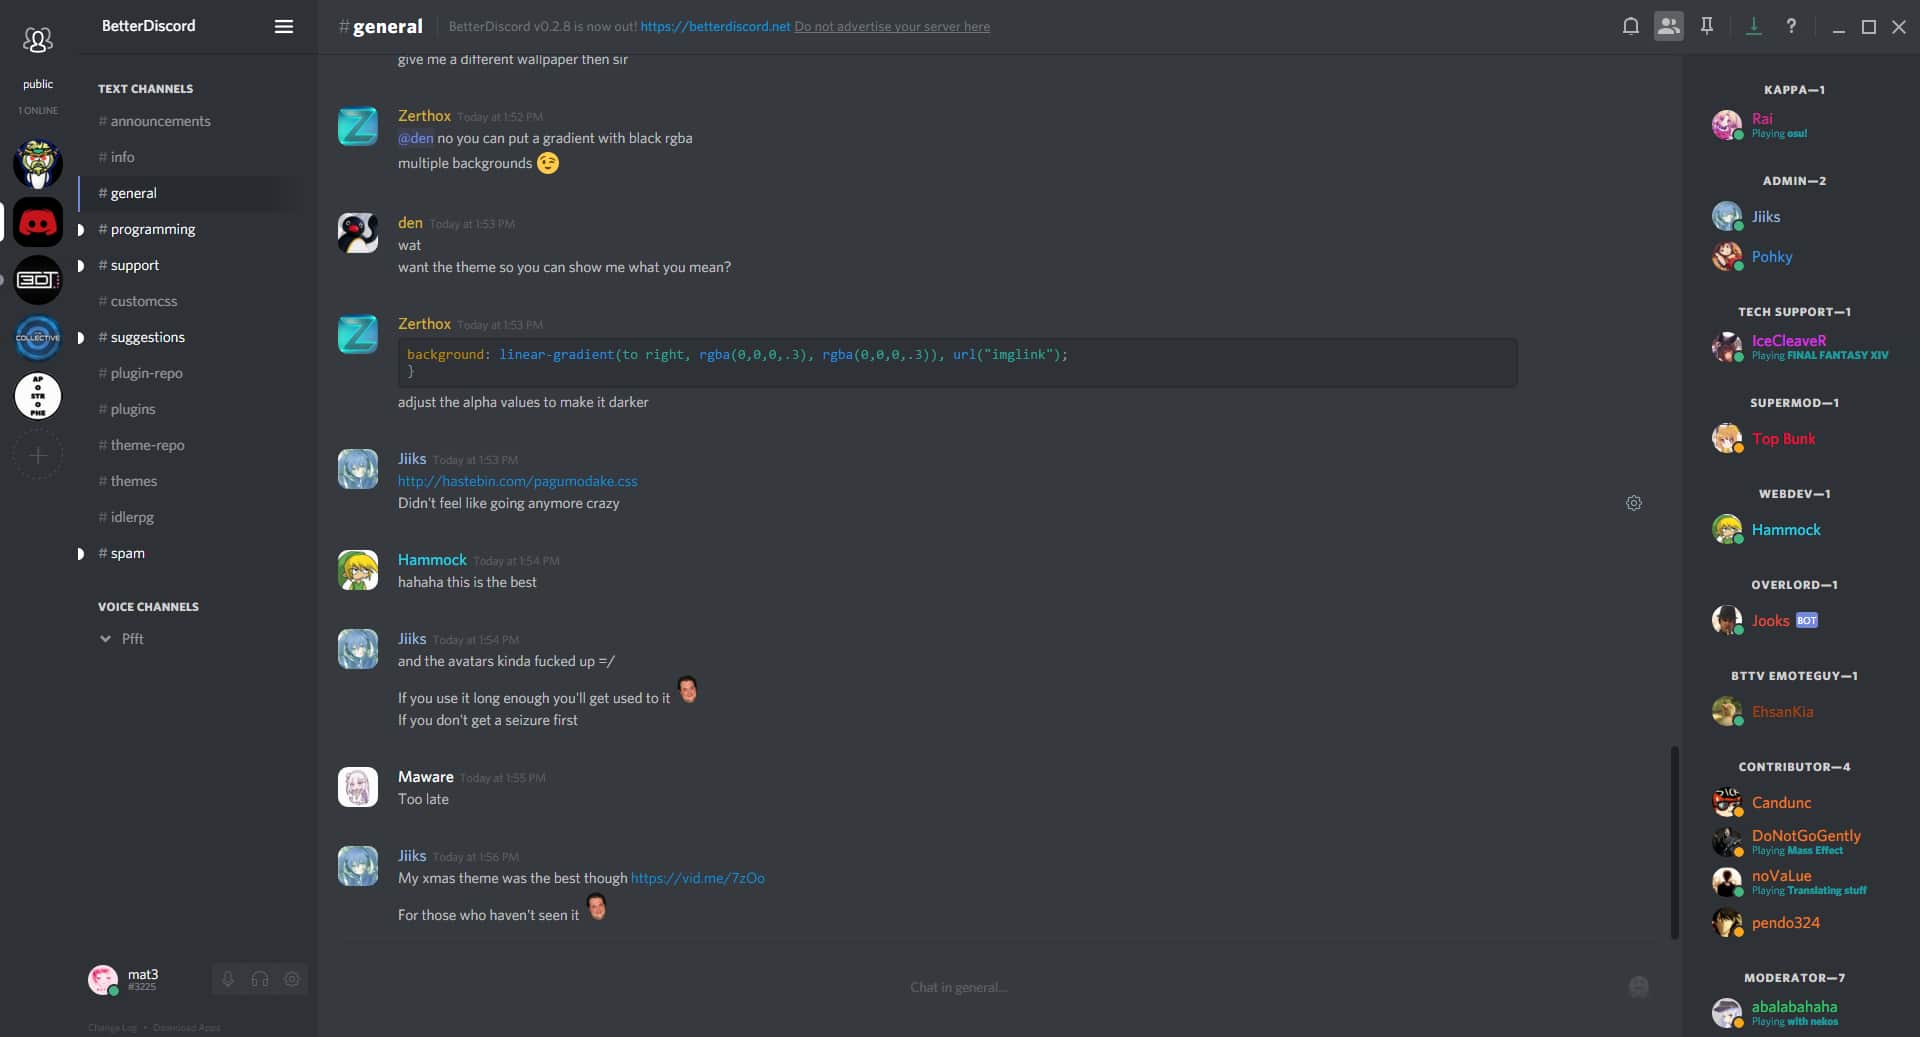 public
1 ONLINE
COLLECTIVE
AP
O
STR
O
PHE
BetterDiscord
TEXT CHANNELS
# announcements
# info
# general
# programming
# support
# customcss
# suggestions
# plugin-repo
# plugins
# theme-repo
# themes
# idlerpg
# spam
VOICE CHANNELS
Pfft
mat3
#3225
Change Log • Download Apps
#general
BetterDiscord v0.2.8 is now out! https://betterdiscord.net Do not advertise your server here
give me a different wallpaper then sir
Zerthox Today at 1:52 PM
@den no you can put a gradient with black rgba
multiple backgrounds
den Today at 1:53 PM
wat
want the theme so you can show me what you mean?
Zerthox Today at 1:53 PM
background: linear-gradient(to right, rgba(0,0,0,.3), rgba(0,0,0,.3)), url("imglink");
}
adjust the alpha values to make it darker
Jiiks Today at 1:53 PM
http://hastebin.com/pagumodake.css
Didn't feel like going anymore crazy
Hammock Today at 1:54 PM
hahaha this is the best
Jiiks Today at 1:54 PM
and the avatars kinda fucked up =/
If you use it long enough you'll get used to it
If you don't get a seizure first
Maware Today at 1:55 PM
Too late
Jiiks Today at 1:56 PM
My xmas theme was the best though https://vid.me/7zOo
For those who haven't seen it
Chat in general...
KAPPA—1
Rai
Playing osu!
ADMIN—2
Jiiks
Pohky
TECH SUPPORT—1
IceCleaveR
Playing FINAL FANTASY XIV
SUPERMOD—1
Top Bunk
WEBDEV—1
Hammock
OVERLORD—1
Jooks BOT
BTTV EMOTEGUY—1
EhsanKia
CONTRIBUTOR—4
Candunc
DoNotGoGently
Playing Mass Effect
noVaLue
Playing Translating stuff
pendo324
MODERATOR—7
abalabahaha
Playing with nekos